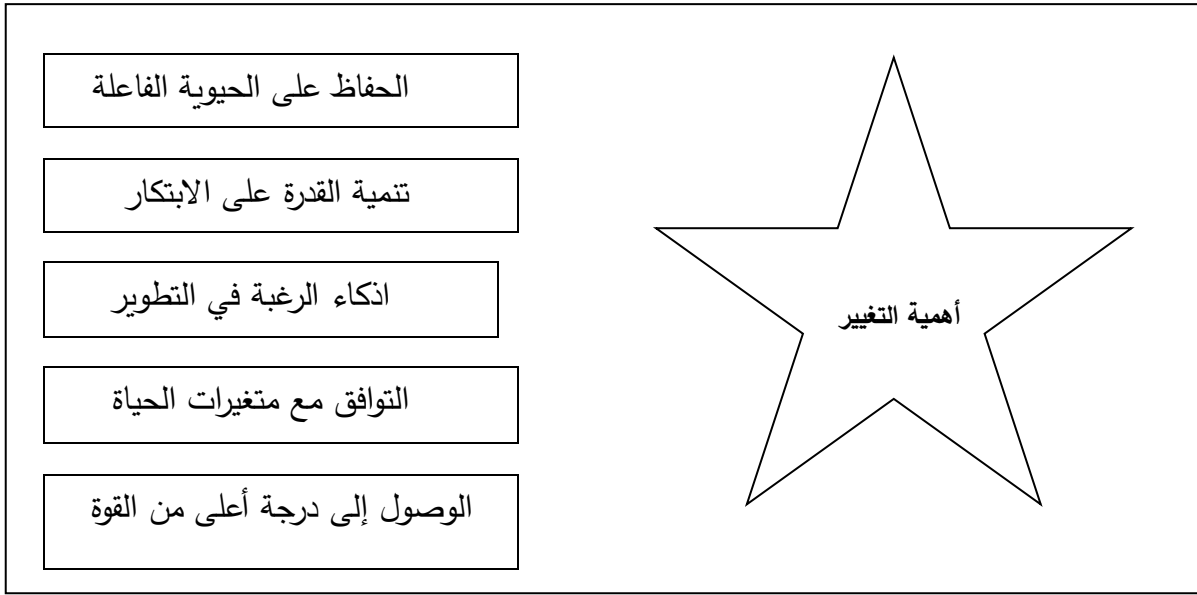 أهمية التغيير
الحفاظ على الحيوية الفاعلة
تنمية القدرة على الابتكار
اذكاء الرغبة في التطوير
التوافق مع متغيرات الحياة
الوصول إلى درجة أعلى من القوة